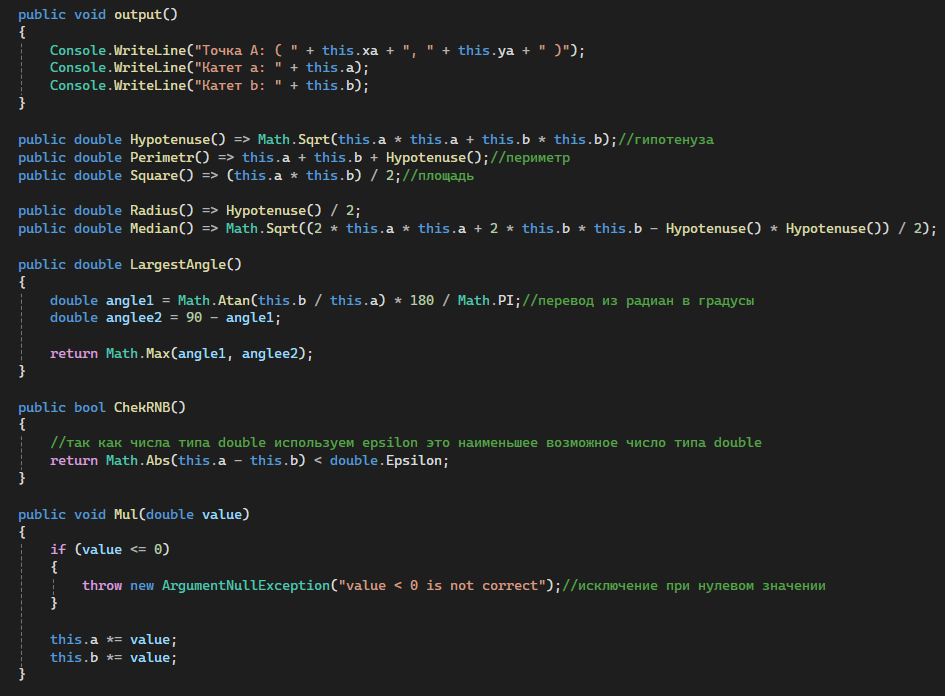 public void output()
{
    Console.WriteLine("Точка A: ( " + this.xa + ", " + this.ya + " )");
    Console.WriteLine("Катет a: " + this.a);
    Console.WriteLine("Катет b: " + this.b);
}

public double Hypotenuse() => Math.Sqrt(this.a * this.a + this.b * this.b);//гипотенуза
public double Perimetr() => this.a + this.b + Hypotenuse();//периметр
public double Square() => (this.a * this.b) / 2;//площадь

public double Radius() => Hypotenuse() / 2;
public double Median() => Math.Sqrt((2 * this.a * this.a + 2 * this.b * this.b - Hypotenuse() * Hypotenuse()) / 2);

public double LargestAngle()
{
    double angle1 = Math.Atan(this.b / this.a) * 180 / Math.PI;//перевод из радиан в градусы
    double anglee2 = 90 - angle1;

    return Math.Max(angle1, anglee2);
}

public bool ChekRNB()
{
    //так как числа типа double используем epsilon это наименьшее возможное число типа double
    return Math.Abs(this.a - this.b) < double.Epsilon;
}

public void Mul(double value)
{
    if (value <= 0)
    {
        throw new ArgumentNullException("value < 0 is not correct");//исключение при нулевом значении
    }

    this.a *= value;
    this.b *= value;
}